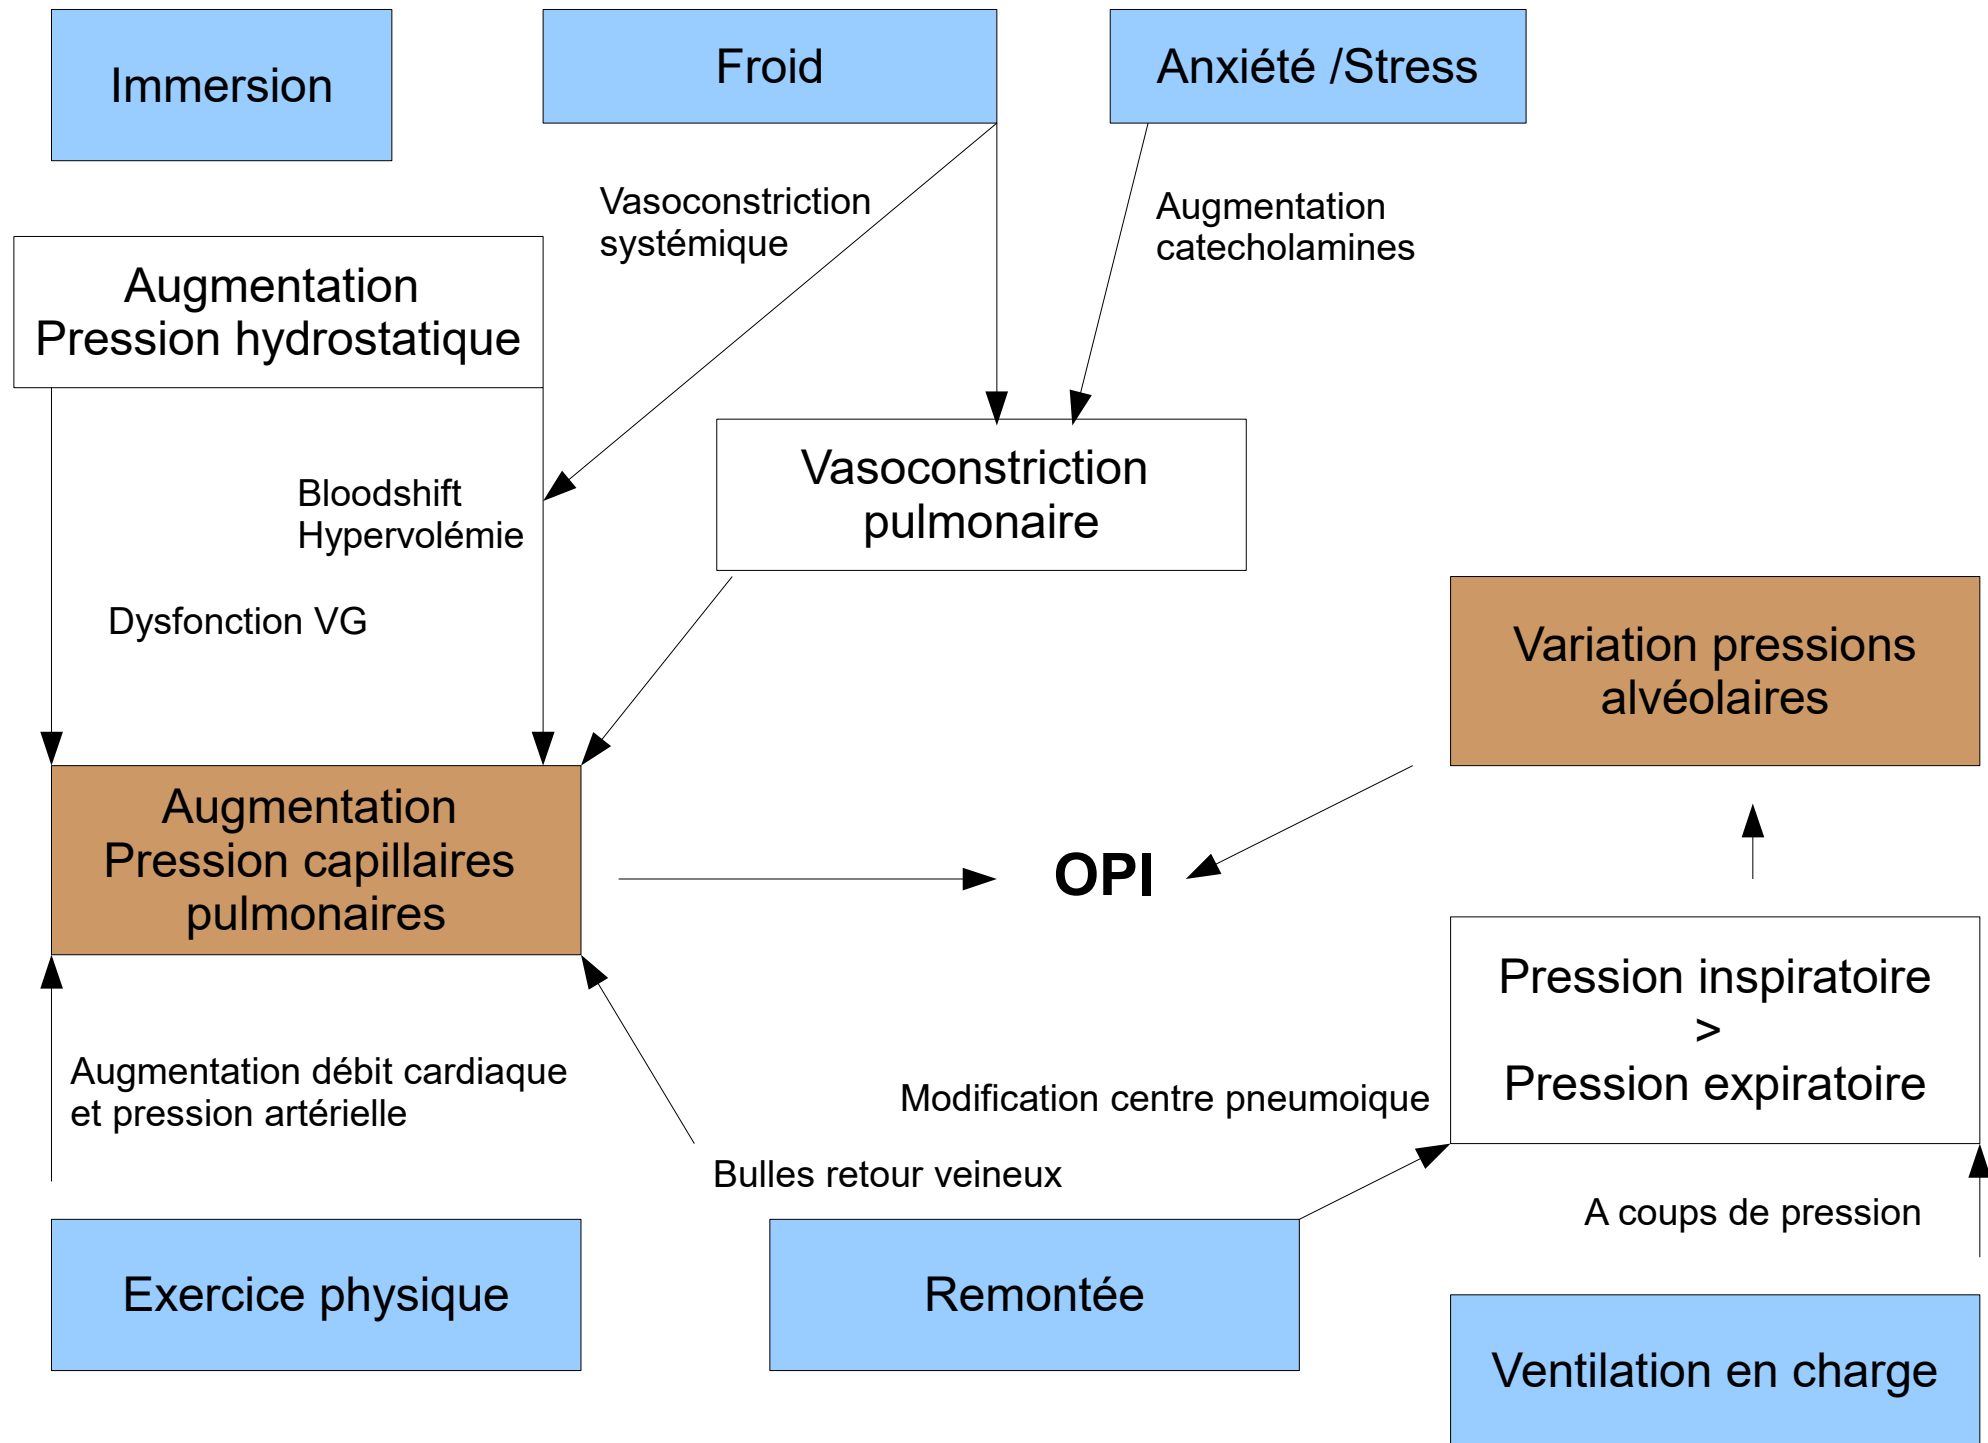 Immersion
Froid
Anxiété /Stress
Vasoconstriction
systémique
Augmentation
catecholamines
Augmentation
Pression hydrostatique
Bloodshift
Hypervolémie
Vasoconstriction
pulmonaire
Dysfonction VG
Variation pressions
alvéolaires
Augmentation
Pression capillaires
pulmonaires
OPI
Pression inspiratoire
>
Pression expiratoire
Augmentation débit cardiaque
et pression artérielle
Modification centre pneumoique
Bulles retour veineux
A coups de pression
Exercice physique
Remontée
Ventilation en charge